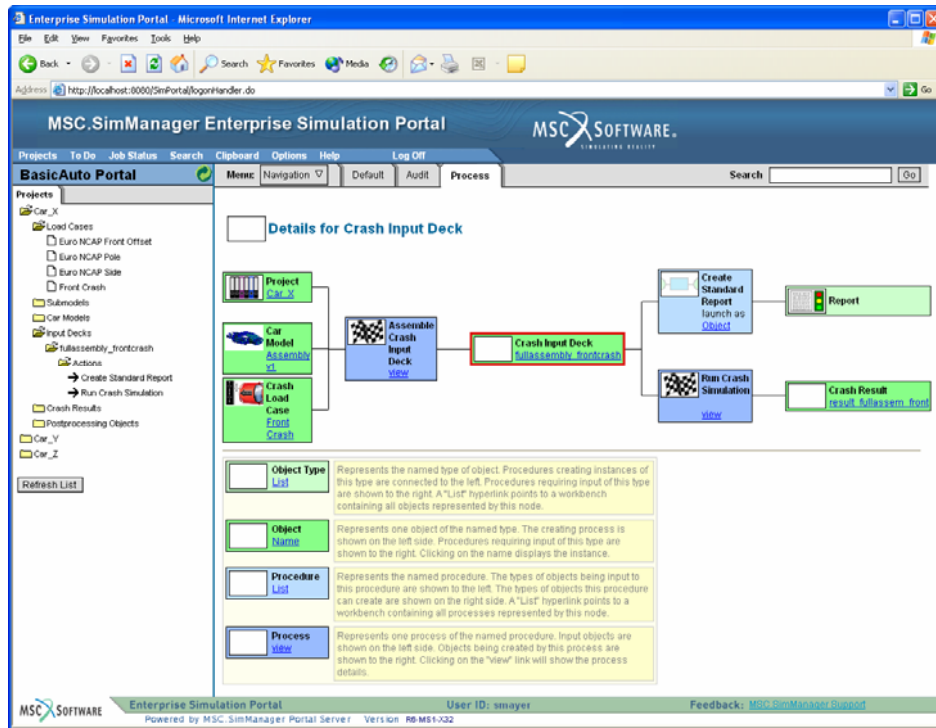 Enterprise Simulation Portal - Microsoft Internet Explorer
File Edit View Favorites Tools Help
Back Search Favorites Media
Address http://localhost:8080/SimPortal/logonHandler.do Go
MSC.SimManager Enterprise Simulation Portal
MSC SOFTWARE.
SIMULATING REALITY
Projects To Do Job Status Search Clipboard Options Help Log Off
BasicAuto Portal
Menu: Navigation Default Audit Process Search Go
Projects
Car_X
Load Cases
Euro NCAP Front Offset
Euro NCAP Pole
Euro NCAP Side
Front Crash
Submodels
Car Models
Input Decks
fullassembly_frontcrash
Actions
Create Standard Report
Run Crash Simulation
Crash Results
Postprocessing Objects
Car_Y
Car_Z
Refresh List
Details for Crash Input Deck
Project
Car_X
Car
Model
Assembly
v1
Crash
Load
Case
Front
Crash
Assemble
Crash
Input
Deck
view
Crash Input Deck
fullassembly_frontcrash
Create
Standard
Report
launch as
Object
Report
Run Crash
Simulation
view
Crash Result
result_fullassem_front
Object Type
List
Represents the named type of object. Procedures creating instances of
this type are connected to the left. Procedures requiring input of this type
are shown to the right. A "List" hyperlink points to a workbench
containing all objects represented by this node.
Object
Name
Represents one object of the named type. The creating process is
shown on the left side. Procedures requiring input of this type are
shown to the right. Clicking on the name displays the instance.
Procedure
List
Represents the named procedure. The types of objects being input to
this procedure are shown to the left. The types of objects this procedure
can create are shown on the right side. A "List" hyperlink points to a
workbench containing all processes represented by this node.
Process
view
Represents one process of the named procedure. Input objects are
shown on the left side. Objects being created by this process are
shown to the right. Clicking on the "view" link will show the process
details.
MSC SOFTWARE
Enterprise Simulation Portal User ID: smayer Feedback: MSC.SimManager Support
Powered by MSC.SimManager Portal Server Version R6-MS1-X32